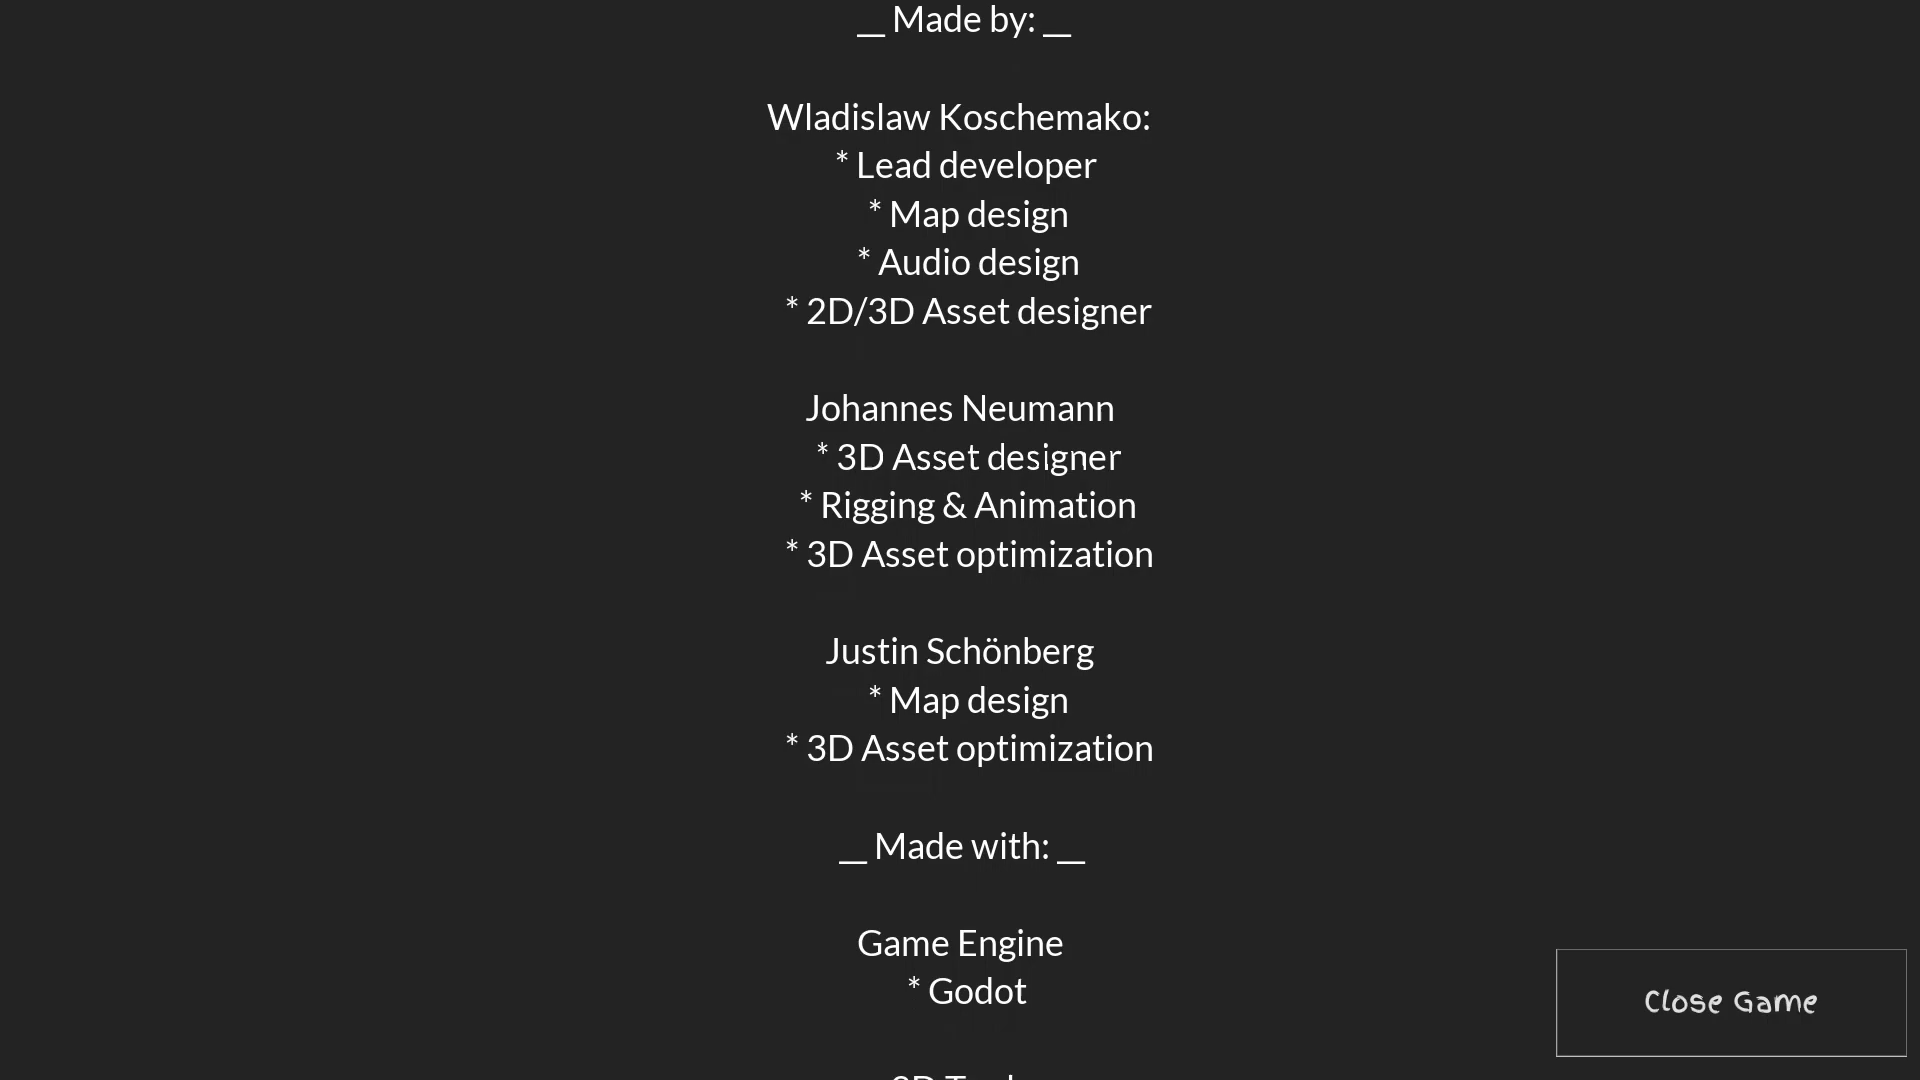 __ Made by: __
Wladislaw Koschemako:
* Lead developer
* Map design
* Audio design
* 2D/3D Asset designer
Johannes Neumann
* 3D Asset designer
* Rigging & Animation
* 3D Asset optimization
Justin Schönberg
* Map design
* 3D Asset optimization
__ Made with: __
Game Engine
* Godot
Close Game